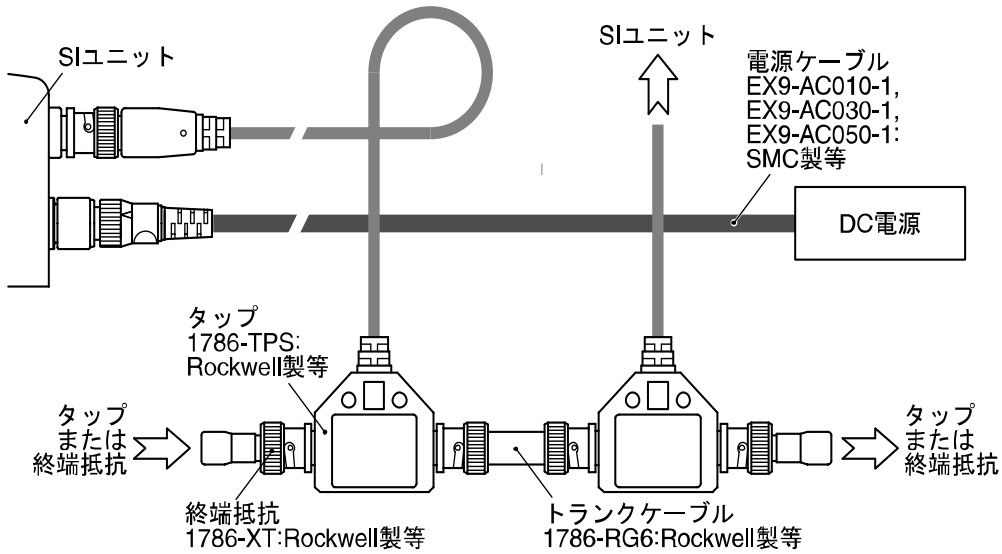 SIユニット
SIユニット
電源ケーブル
EX9-AC010-1,
EX9-AC030-1,
EX9-AC050-1:
SMC製等
DC電源
タップ
1786-TPS:
Rockwell製等
タップ
または
終端抵抗
タップ
または
終端抵抗
終端抵抗
1786-XT:Rockwell製等
トランクケーブル
1786-RG6:Rockwell製等